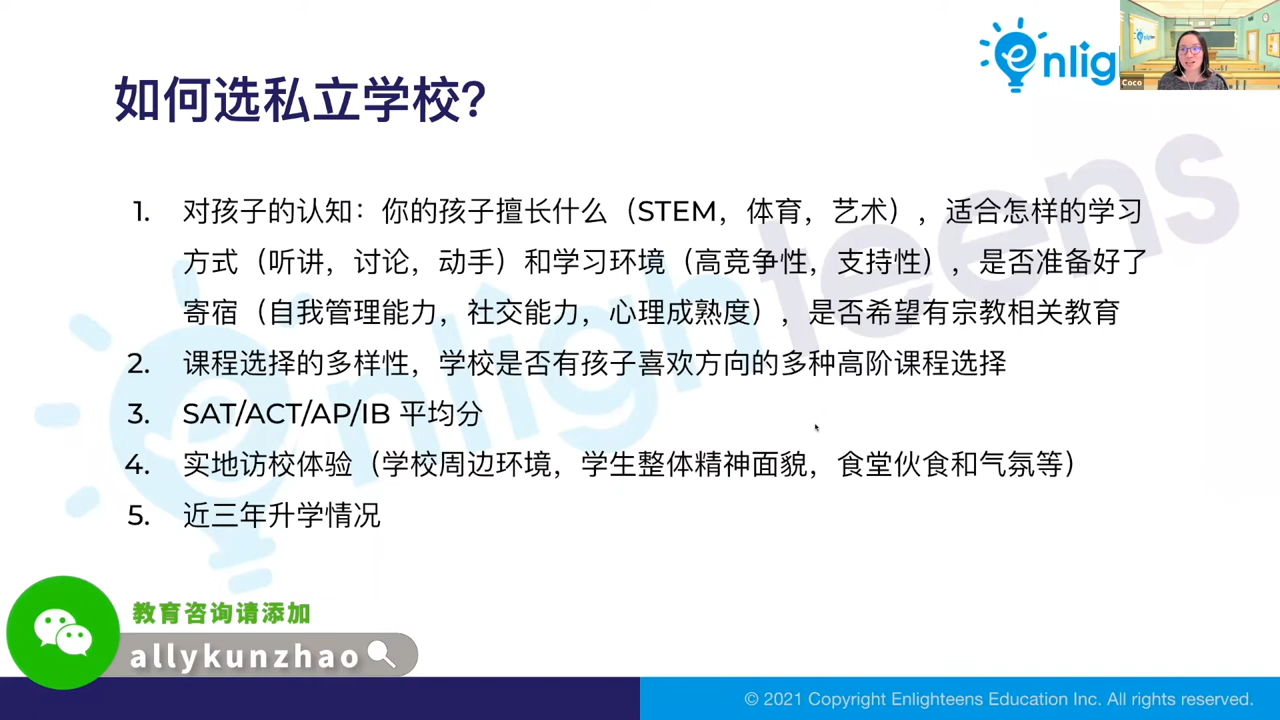 enlig
Coco
如何选私立学校?
1. 对孩子的认知：你的孩子擅长什么（STEM，体育，艺术），适合怎样的学习
方式（听讲，讨论，动手）和学习环境（高竞争性，支持性），是否准备好了
寄宿（自我管理能力，社交能力，心理成熟度），是否希望有宗教相关教育
2. 课程选择的多样性，学校是否有孩子喜欢方向的多种高阶课程选择
3. SAT/ACT/AP/IB 平均分
4. 实地访校体验（学校周边环境，学生整体精神面貌，食堂伙食和气氛等）
5. 近三年升学情况
enlighteens
教育咨询请添加
allykunzhao
© 2021 Copyright Enlighteens Education Inc. All rights reserved.